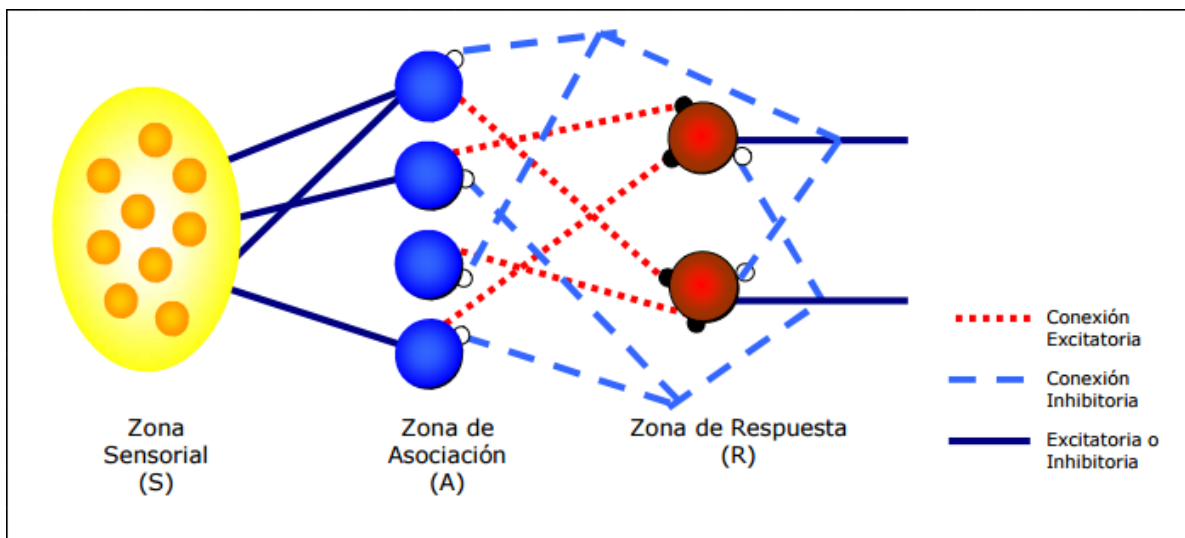 Zona
Sensorial
(S)
Zona de
Asociación
(A)
Zona de Respuesta
(R)
Conexión
Excitatoria
Conexión
Inhibitoria
Excitatoria o
Inhibitoria